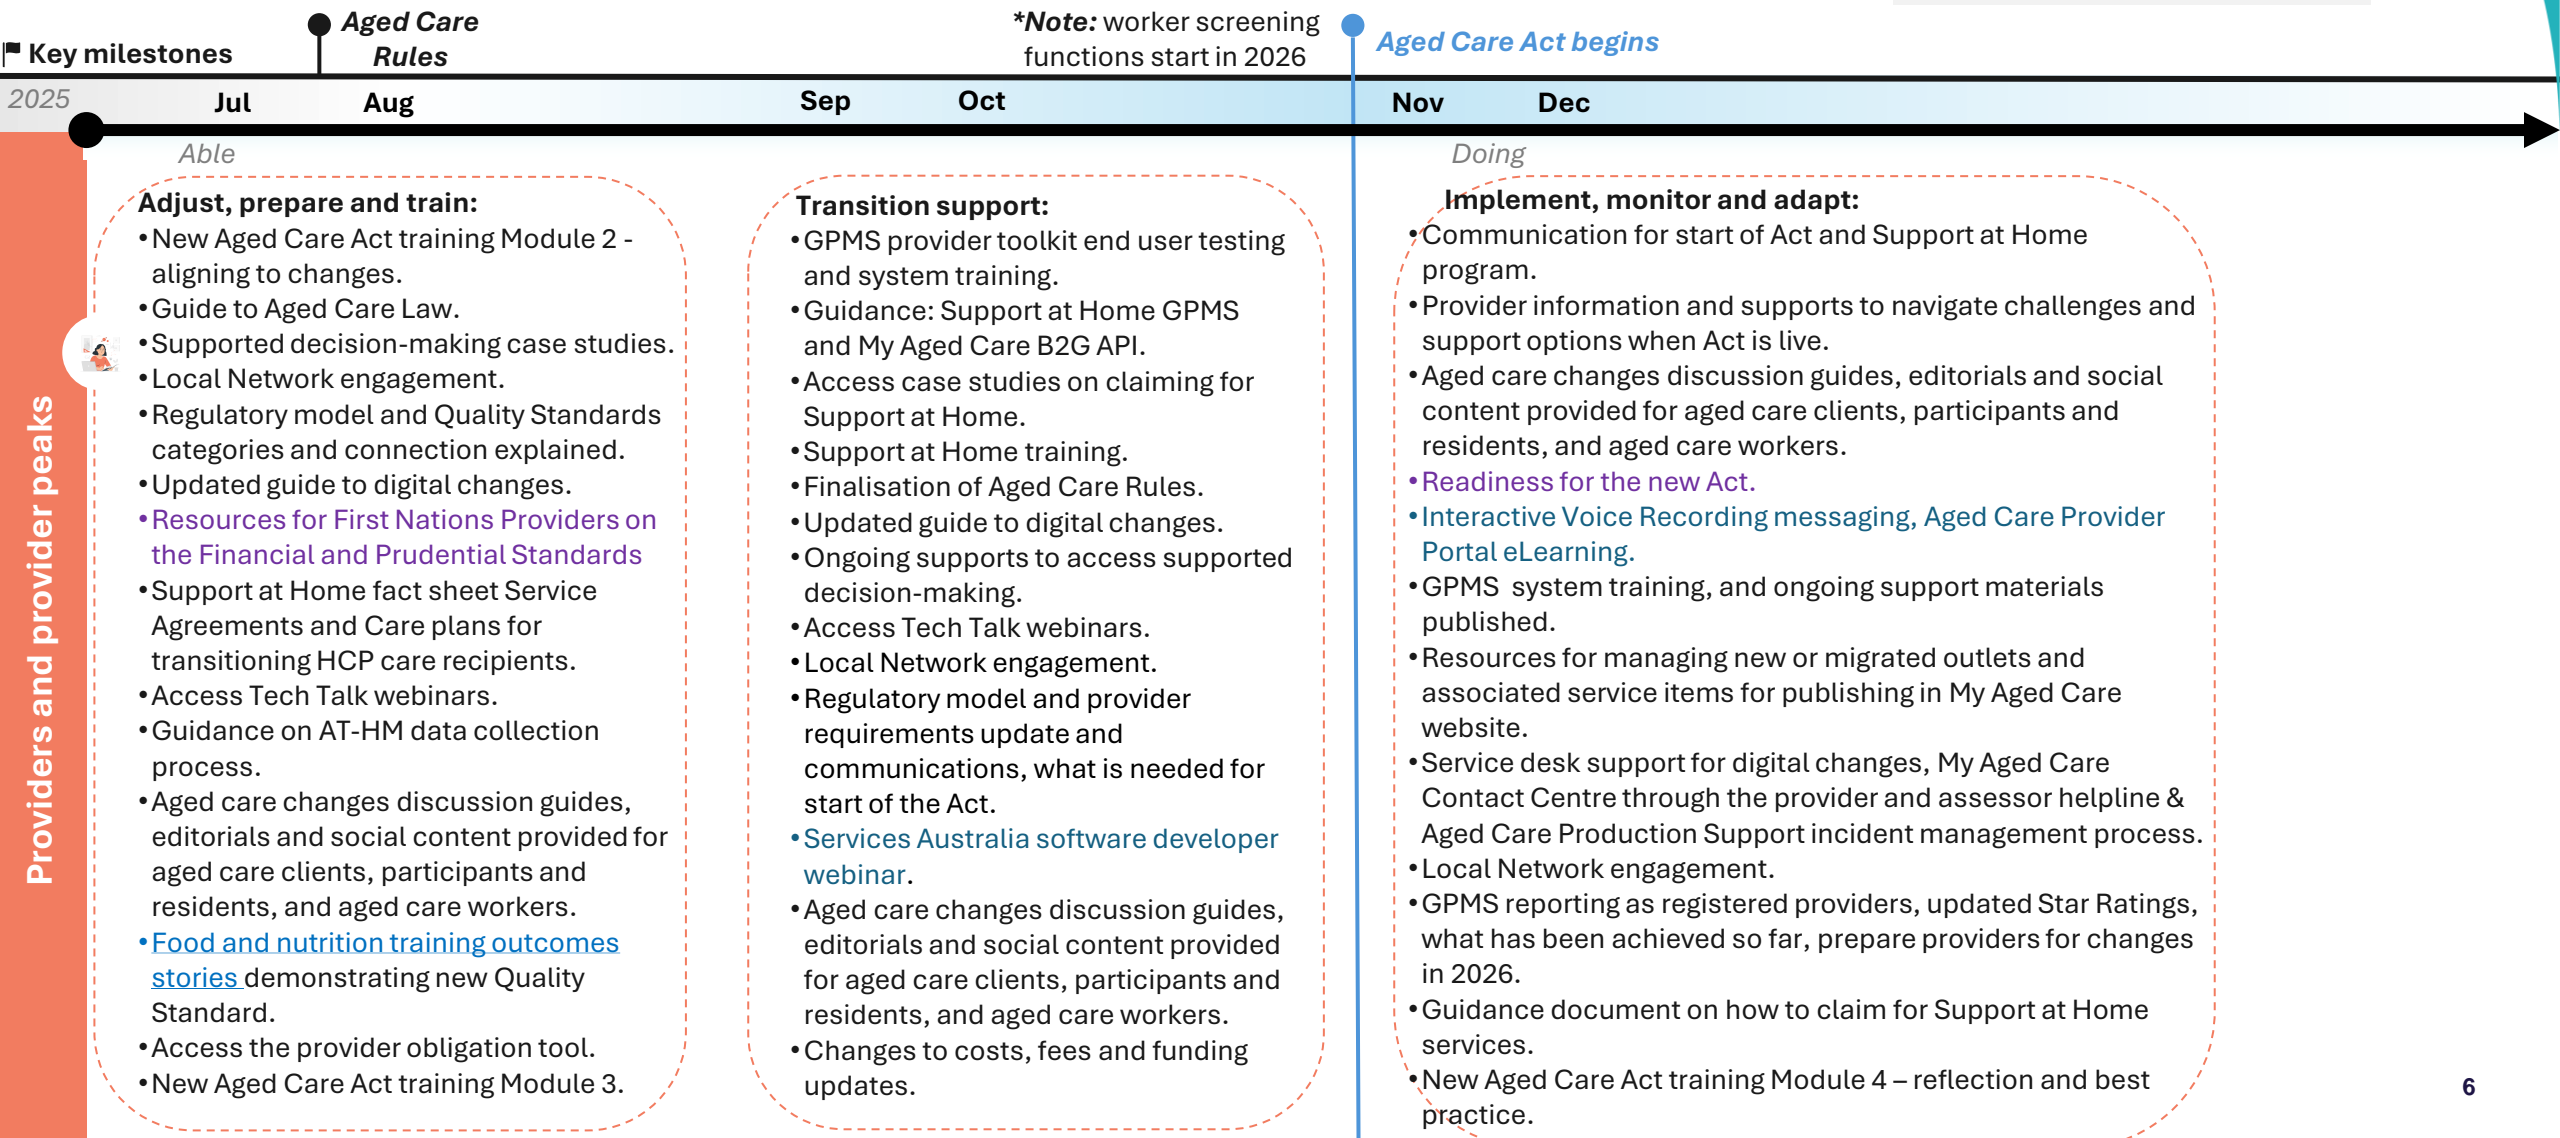 Aged Care
Rules
*Note: worker screening
functions start in 2026
Aged Care Act begins
Key milestones
2025
Jul
Aug
Sep
Oct
Nov
Dec
Able
Doing
Providers and provider peaks
Adjust, prepare and train:
•New Aged Care Act training Module 2 -
aligning to changes.
•Guide to Aged Care Law.
•Supported decision-making case studies.
•Local Network engagement.
•Regulatory model and Quality Standards
categories and connection explained.
•Updated guide to digital changes.
•Resources for First Nations Providers on
the Financial and Prudential Standards
•Support at Home fact sheet Service
Agreements and Care plans for
transitioning HCP care recipients.
•Access Tech Talk webinars.
•Guidance on AT-HM data collection
process.
•Aged care changes discussion guides,
editorials and social content provided for
aged care clients, participants and
residents, and aged care workers.
•Food and nutrition training outcomes
stories demonstrating new Quality
Standard.
•Access the provider obligation tool.
•New Aged Care Act training Module 3.
Transition support:
•GPMS provider toolkit end user testing
and system training.
•Guidance: Support at Home GPMS
and My Aged Care B2G API.
•Access case studies on claiming for
Support at Home.
•Support at Home training.
•Finalisation of Aged Care Rules.
•Updated guide to digital changes.
•Ongoing supports to access supported
decision-making.
•Access Tech Talk webinars.
•Local Network engagement.
•Regulatory model and provider
requirements update and
communications, what is needed for
start of the Act.
•Services Australia software developer
webinar.
•Aged care changes discussion guides,
editorials and social content provided
for aged care clients, participants and
residents, and aged care workers.
•Changes to costs, fees and funding
updates.
Implement, monitor and adapt:
•Communication for start of Act and Support at Home
program.
•Provider information and supports to navigate challenges and
support options when Act is live.
•Aged care changes discussion guides, editorials and social
content provided for aged care clients, participants and
residents, and aged care workers.
•Readiness for the new Act.
•Interactive Voice Recording messaging, Aged Care Provider
Portal eLearning.
•GPMS system training, and ongoing support materials
published.
•Resources for managing new or migrated outlets and
associated service items for publishing in My Aged Care
website.
•Service desk support for digital changes, My Aged Care
Contact Centre through the provider and assessor helpline &
Aged Care Production Support incident management process.
•Local Network engagement.
•GPMS reporting as registered providers, updated Star Ratings,
what has been achieved so far, prepare providers for changes
in 2026.
•Guidance document on how to claim for Support at Home
services.
•New Aged Care Act training Module 4 – reflection and best
practice.
6